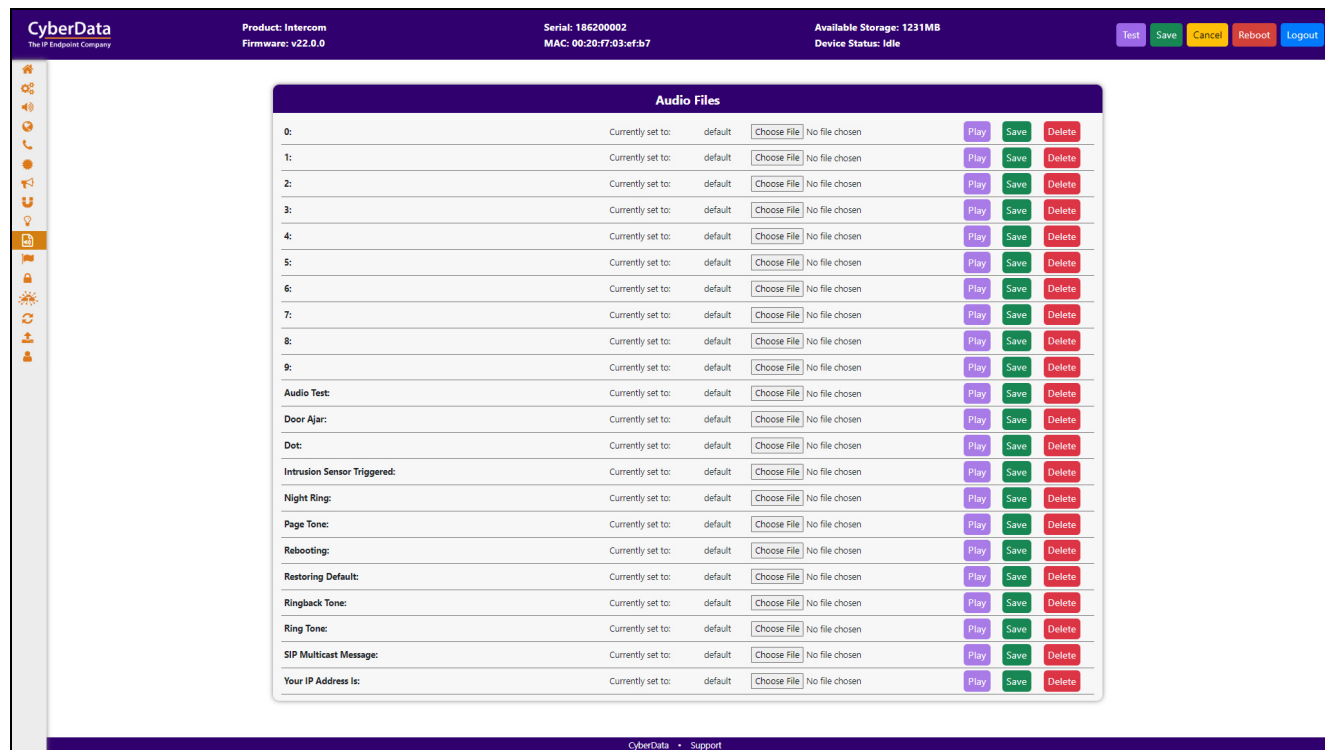 CyberData
The IP Endpoint Company
Product: Intercom
Firmware: v22.0.0
Serial: 186200002
MAC: 00:20:f7:03:ef:b7
Available Storage: 1231MB
Device Status: Idle
Test Save Cancel Reboot Logout
Audio Files
0: Currently set to: default Choose File No file chosen Play Save Delete
1: Currently set to: default Choose File No file chosen Play Save Delete
2: Currently set to: default Choose File No file chosen Play Save Delete
3: Currently set to: default Choose File No file chosen Play Save Delete
4: Currently set to: default Choose File No file chosen Play Save Delete
5: Currently set to: default Choose File No file chosen Play Save Delete
6: Currently set to: default Choose File No file chosen Play Save Delete
7: Currently set to: default Choose File No file chosen Play Save Delete
8: Currently set to: default Choose File No file chosen Play Save Delete
9: Currently set to: default Choose File No file chosen Play Save Delete
Audio Test: Currently set to: default Choose File No file chosen Play Save Delete
Door Ajar: Currently set to: default Choose File No file chosen Play Save Delete
Dot: Currently set to: default Choose File No file chosen Play Save Delete
Intrusion Sensor Triggered: Currently set to: default Choose File No file chosen Play Save Delete
Night Ring: Currently set to: default Choose File No file chosen Play Save Delete
Page Tone: Currently set to: default Choose File No file chosen Play Save Delete
Rebooting: Currently set to: default Choose File No file chosen Play Save Delete
Restoring Default: Currently set to: default Choose File No file chosen Play Save Delete
Ringback Tone: Currently set to: default Choose File No file chosen Play Save Delete
Ring Tone: Currently set to: default Choose File No file chosen Play Save Delete
SIP Multicast Message: Currently set to: default Choose File No file chosen Play Save Delete
Your IP Address Is: Currently set to: default Choose File No file chosen Play Save Delete
CyberData • Support